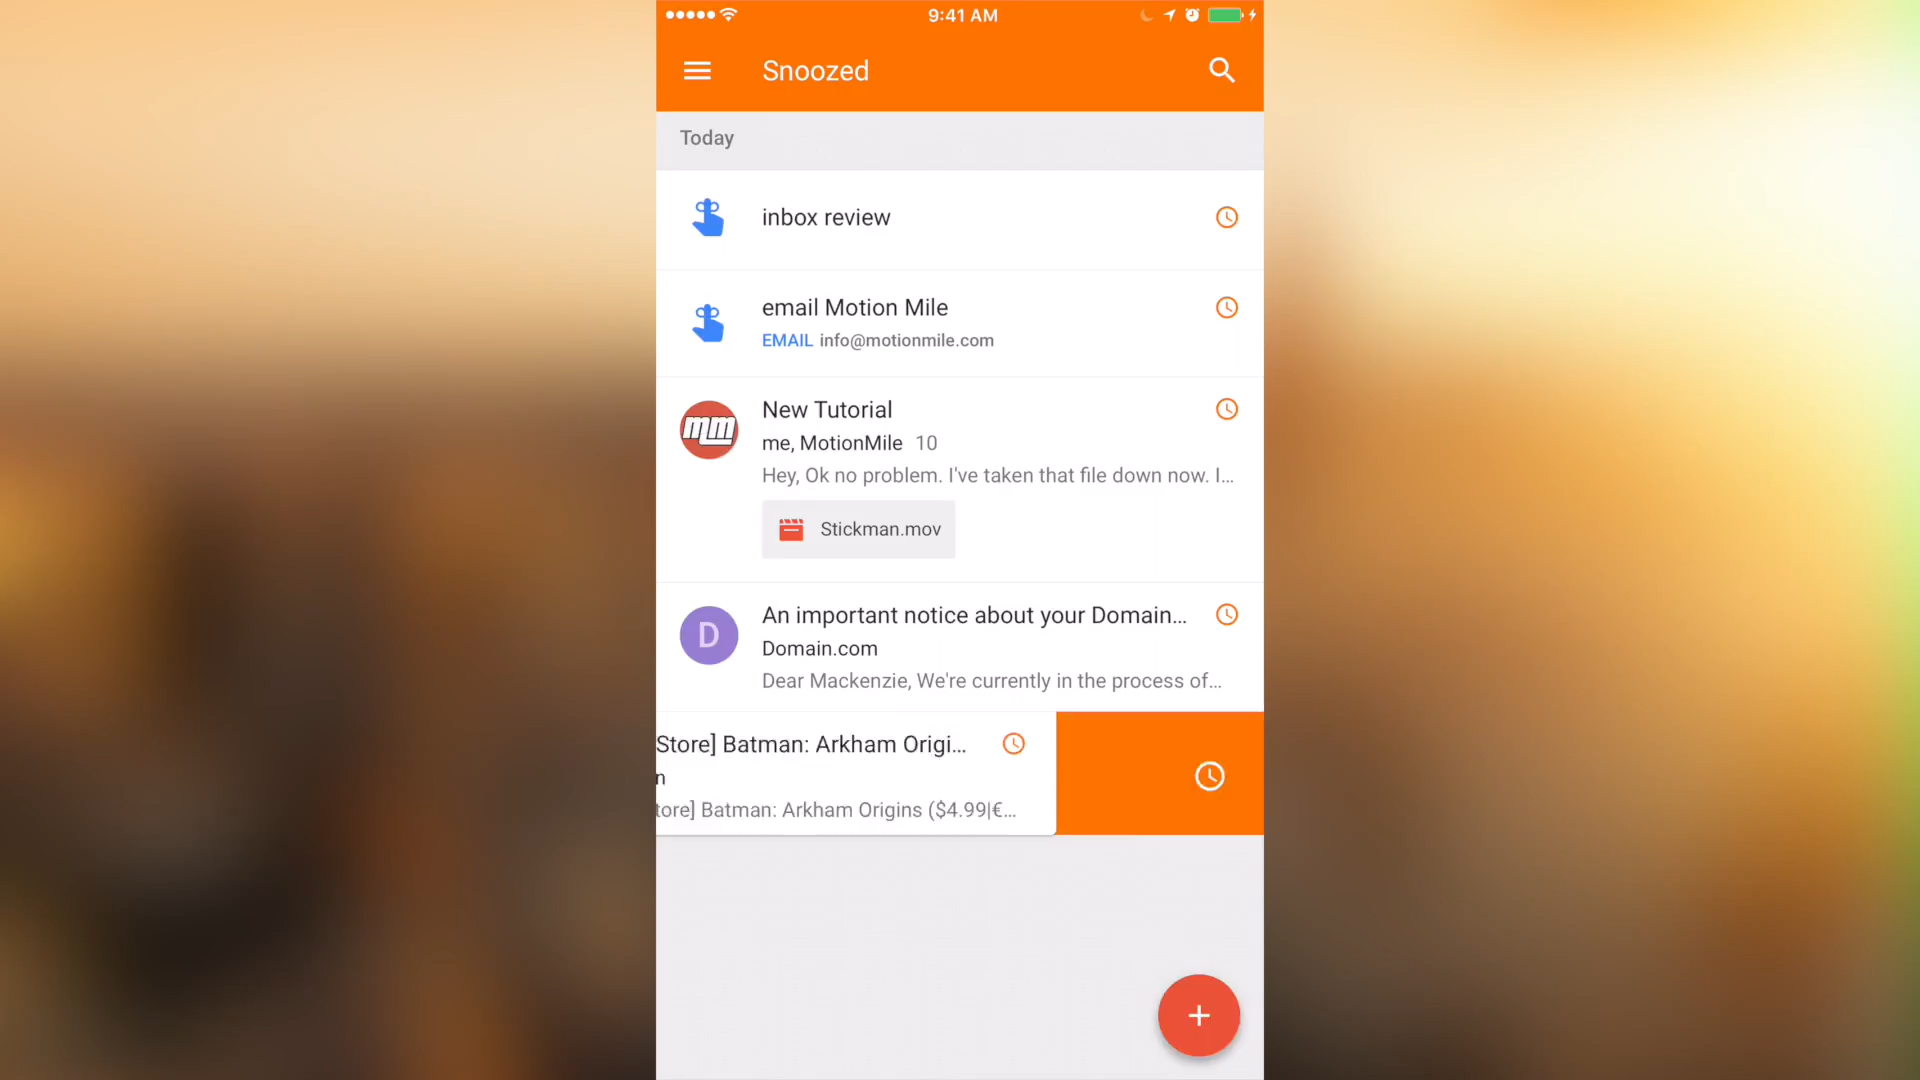 9:41 AM
Snoozed
Today
inbox review
email Motion Mile
EMAIL info@motionmile.com
New Tutorial
me, MotionMile 10
Hey, Ok no problem. I've taken that file down now. I...
Stickman.mov
D
An important notice about your Domain...
Domain.com
Dear Mackenzie, We're currently in the process of...
Store] Batman: Arkham Origi...
n
tore] Batman: Arkham Origins ($4.99|€...